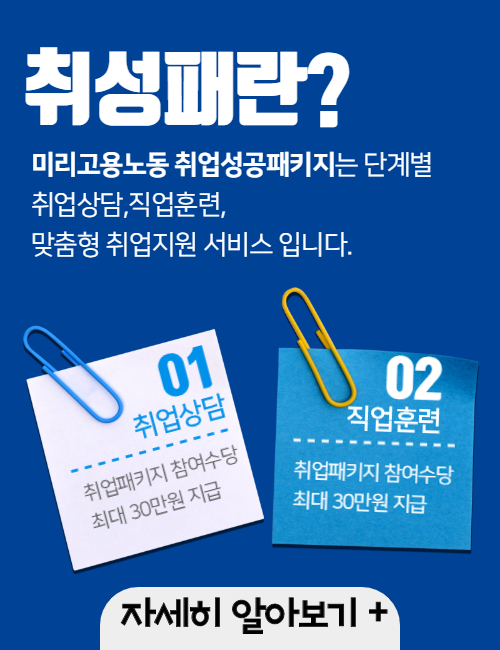 취성패란?
미리고용노동 취업성공패키지는 단계별
취업상담,직업훈련,
맞춤형 취업지원 서비스 입니다.
01
취업상담
취업패키지 참여수당
최대 30만원 지급
02
직업훈련
취업패키지 참여수당
최대 30만원 지급
자세히 알아보기 +